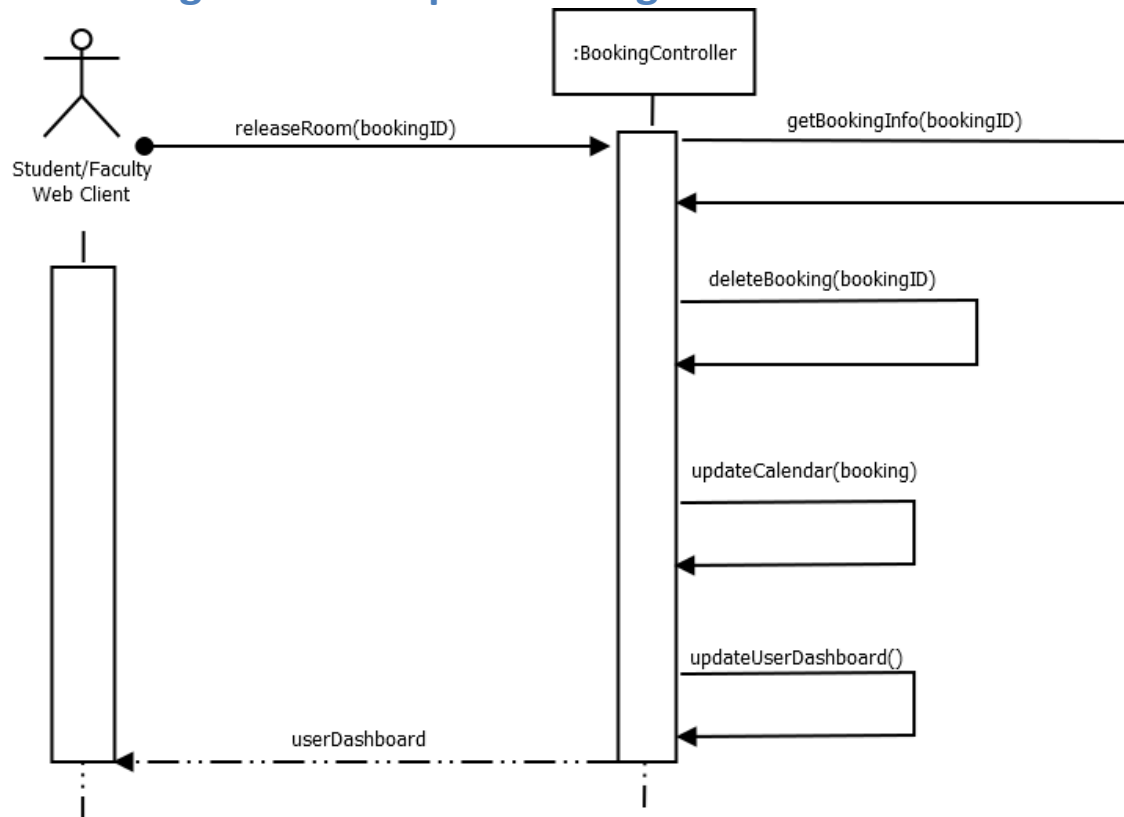 :BookingController
releaseRoom(bookingID)
getBookingInfo(bookingID)
Student/Faculty
Web Client
deleteBooking(bookingID)
updateCalendar(booking)
updateUserDashboard()
userDashboard